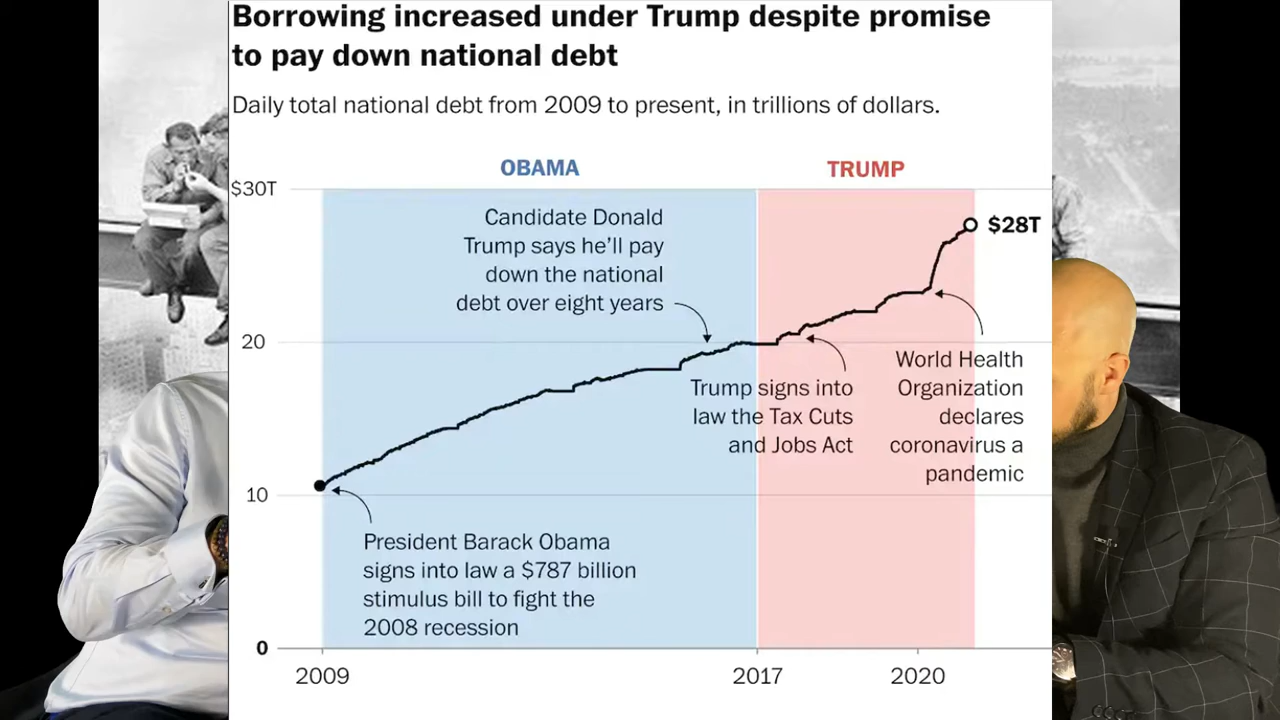 Borrowing increased under Trump despite promise
to pay down national debt
Daily total national debt from 2009 to present, in trillions of dollars.
OBAMA
TRUMP
$30T
Candidate Donald
Trump says he'll pay
down the national
debt over eight years
$28T
20
Trump signs into
law the Tax Cuts
and Jobs Act
World Health
Organization
declares
coronavirus a
pandemic
10
President Barack Obama
signs into law a $787 billion
stimulus bill to fight the
2008 recession
0
2009
2017
2020